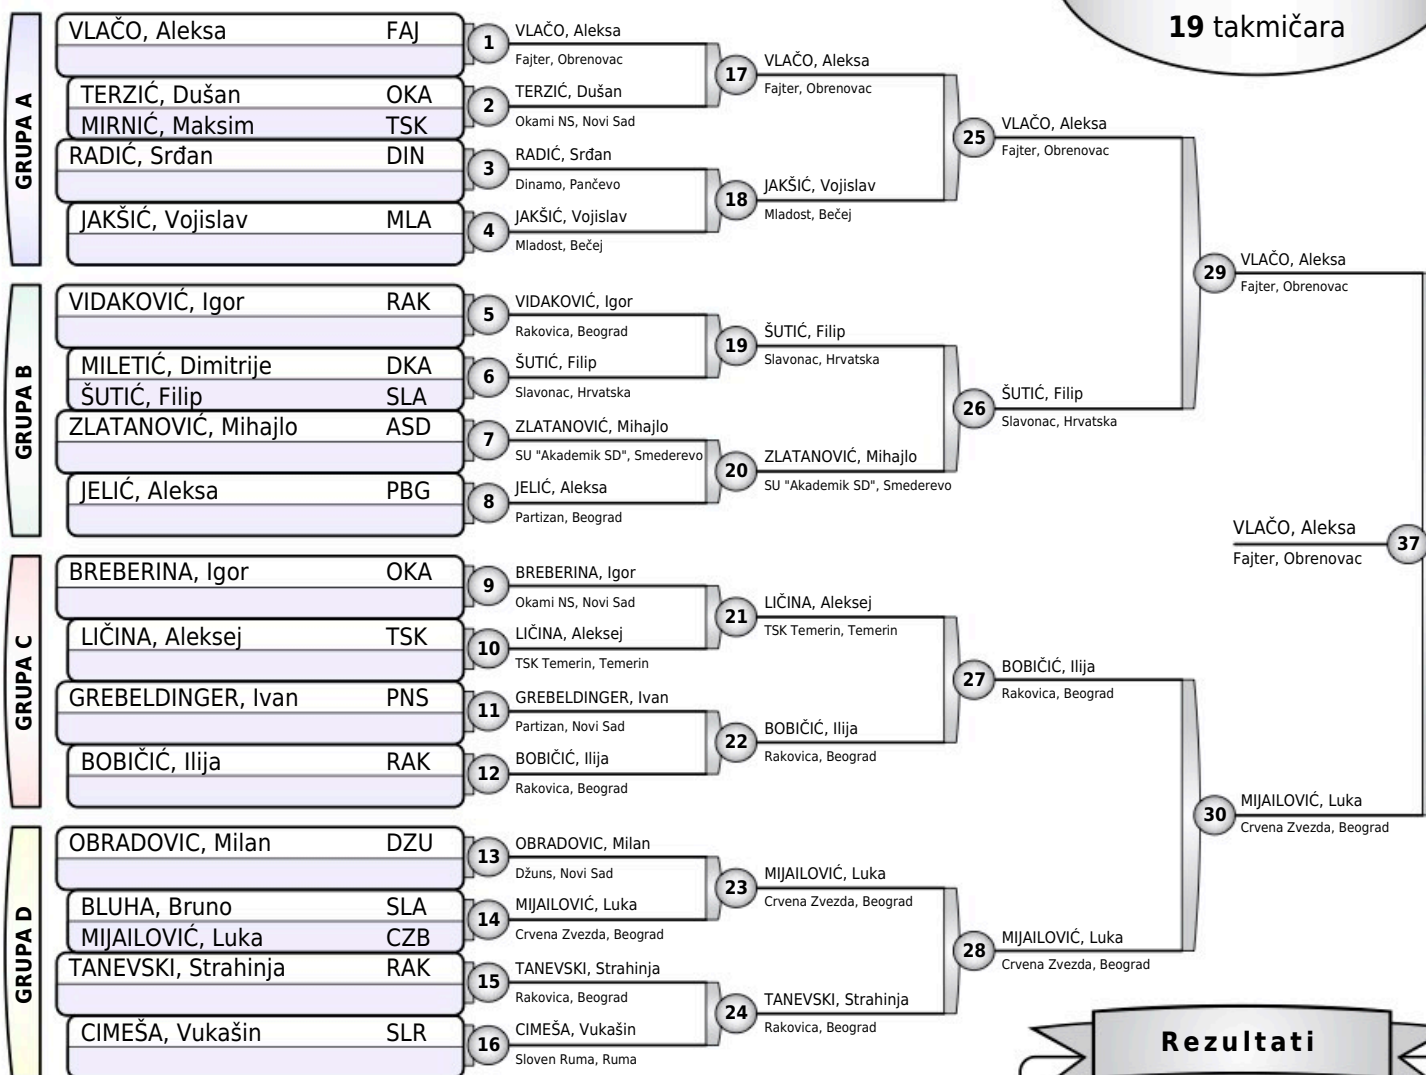 19 takmičara
GRUPA A
VLAČO, Aleksa FAJ
TERZIĆ, Dušan OKA
MIRNIĆ, Maksim TSK
RADIĆ, Srđan DIN
JAKŠIĆ, Vojislav MLA
GRUPA B
VIDAKOVIĆ, Igor RAK
MILETIĆ, Dimitrije DKA
ŠUTIĆ, Filip SLA
ZLATANOVIĆ, Mihajlo ASD
JELIĆ, Aleksa PBG
GRUPA C
BREBERINA, Igor OKA
LIČINA, Aleksej TSK
GREBELDINGER, Ivan PNS
BOBIČIĆ, Ilija RAK
GRUPA D
OBRADOVIC, Milan DZU
BLUHA, Bruno SLA
MIJAILOVIĆ, Luka CZB
TANEVSKI, Strahinja RAK
CIMEŠA, Vukašin SLR
1 VLAČO, Aleksa
Fajter, Obrenovac
2 TERZIĆ, Dušan
Okami NS, Novi Sad
3 RADIĆ, Srđan
Dinamo, Pančevo
4 JAKŠIĆ, Vojislav
Mladost, Bečej
5 VIDAKOVIĆ, Igor
Rakovica, Beograd
6 ŠUTIĆ, Filip
Slavonac, Hrvatska
7 ZLATANOVIĆ, Mihajlo
SU "Akademik SD", Smederevo
8 JELIĆ, Aleksa
Partizan, Beograd
9 BREBERINA, Igor
Okami NS, Novi Sad
10 LIČINA, Aleksej
TSK Temerin, Temerin
11 GREBELDINGER, Ivan
Partizan, Novi Sad
12 BOBIČIĆ, Ilija
Rakovica, Beograd
13 OBRADOVIC, Milan
Džuns, Novi Sad
14 MIJAILOVIĆ, Luka
Crvena Zvezda, Beograd
15 TANEVSKI, Strahinja
Rakovica, Beograd
16 CIMEŠA, Vukašin
Sloven Ruma, Ruma
17 VLAČO, Aleksa
Fajter, Obrenovac
18 JAKŠIĆ, Vojislav
Mladost, Bečej
19 ŠUTIĆ, Filip
Slavonac, Hrvatska
20 ZLATANOVIĆ, Mihajlo
SU "Akademik SD", Smederevo
21 LIČINA, Aleksej
TSK Temerin, Temerin
22 BOBIČIĆ, Ilija
Rakovica, Beograd
23 MIJAILOVIĆ, Luka
Crvena Zvezda, Beograd
24 TANEVSKI, Strahinja
Rakovica, Beograd
25 VLAČO, Aleksa
Fajter, Obrenovac
26 ŠUTIĆ, Filip
Slavonac, Hrvatska
27 BOBIČIĆ, Ilija
Rakovica, Beograd
28 MIJAILOVIĆ, Luka
Crvena Zvezda, Beograd
29 VLAČO, Aleksa
Fajter, Obrenovac
30 MIJAILOVIĆ, Luka
Crvena Zvezda, Beograd
VLAČO, Aleksa 37
Fajter, Obrenovac
Rezultati